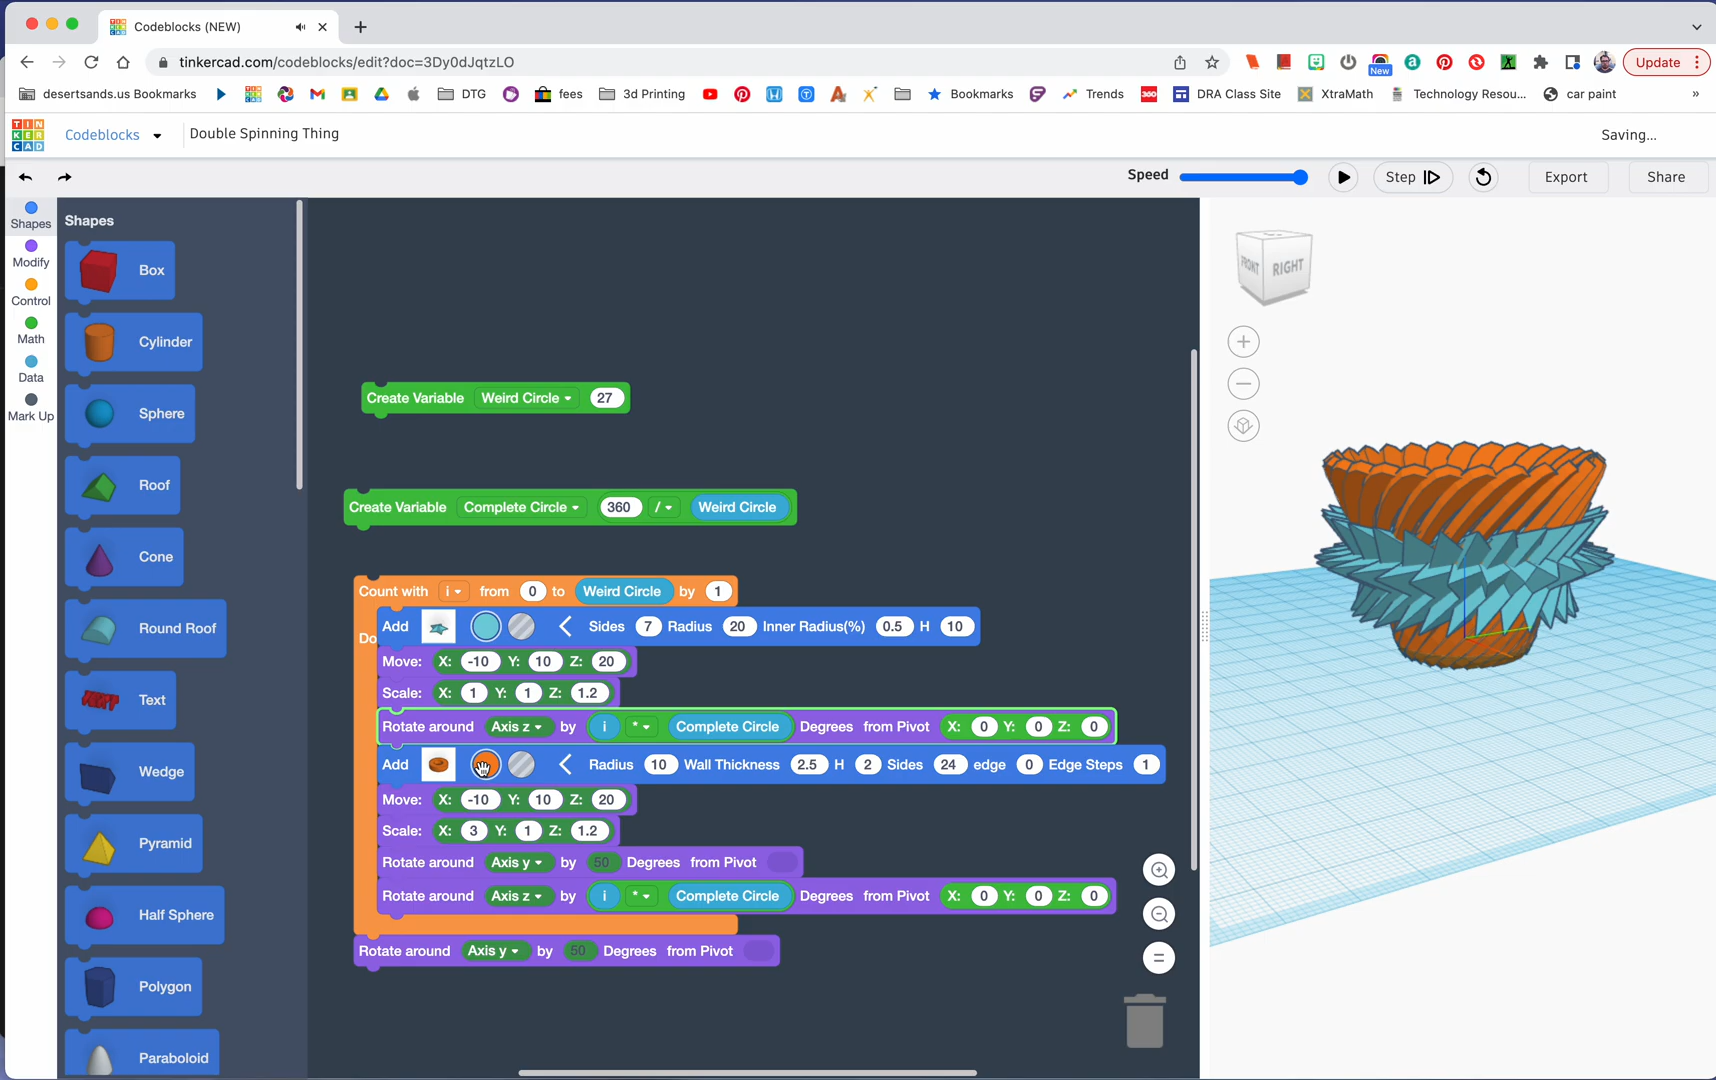 Codeblocks (NEW)
tinkercad.com/codeblocks/edit?doc=3Dy0dJqtzLO
New
Update
desertsands.us Bookmarks
DTG
fees
3d Printing
Bookmarks
Trends
360
DRA Class Site
XtraMath
Technology Resou...
car paint
»
TIN
KER
CAD
Codeblocks
Double Spinning Thing
Saving...
Speed
Step
Export
Share
Shapes
Modify
Control
Math
Data
Mark Up
Shapes
Box
Cylinder
Sphere
Roof
Cone
Round Roof
Text
Wedge
Pyramid
Half Sphere
Polygon
Paraboloid
Create Variable Weird Circle 27
Create Variable Complete Circle 360 / Weird Circle
Count with i from 0 to Weird Circle by 1
Do
Add Sides 7 Radius 20 Inner Radius(%) 0.5 H 10
Move: X: -10 Y: 10 Z: 20
Scale: X: 1 Y: 1 Z: 1.2
Rotate around Axis z by i * Complete Circle Degrees from Pivot X: 0 Y: 0 Z: 0
Add Radius 10 Wall Thickness 2.5 H 2 Sides 24 edge 0 Edge Steps 1
Move: X: -10 Y: 10 Z: 20
Scale: X: 3 Y: 1 Z: 1.2
Rotate around Axis y by 50 Degrees from Pivot
Rotate around Axis z by i * Complete Circle Degrees from Pivot X: 0 Y: 0 Z: 0
Rotate around Axis y by 50 Degrees from Pivot
FRONT
RIGHT